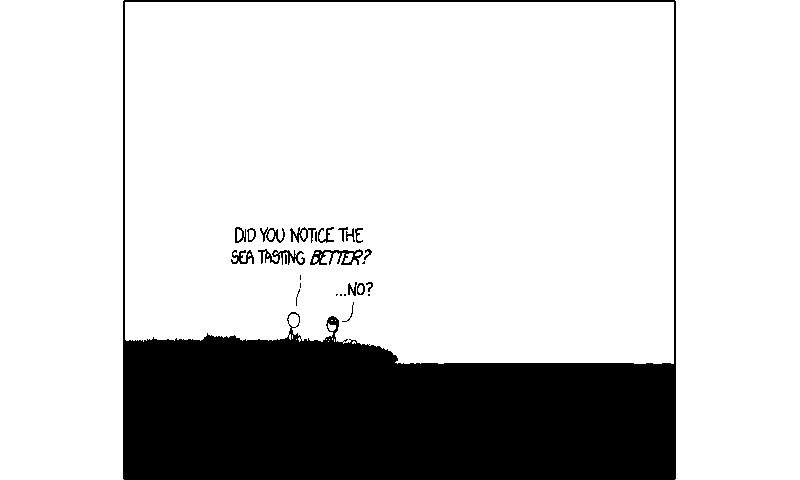 DID YOU NOTICE THE
SEA TASTING BETTER?
...NO?